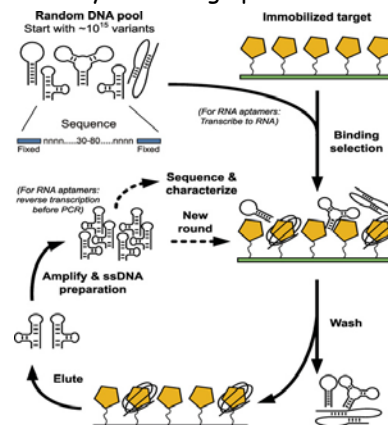 Random DNA pool
Start with ~10¹⁵ variants
Immobilized target
Sequence
nnnn.....30-80.....nnnn
Fixed
Fixed
(For RNA aptamers:
Transcribe to RNA)
Binding
selection
(For RNA aptamers:
reverse transcription
before PCR)
Sequence &
characterize
New
round
Amplify & ssDNA
preparation
Wash
Elute